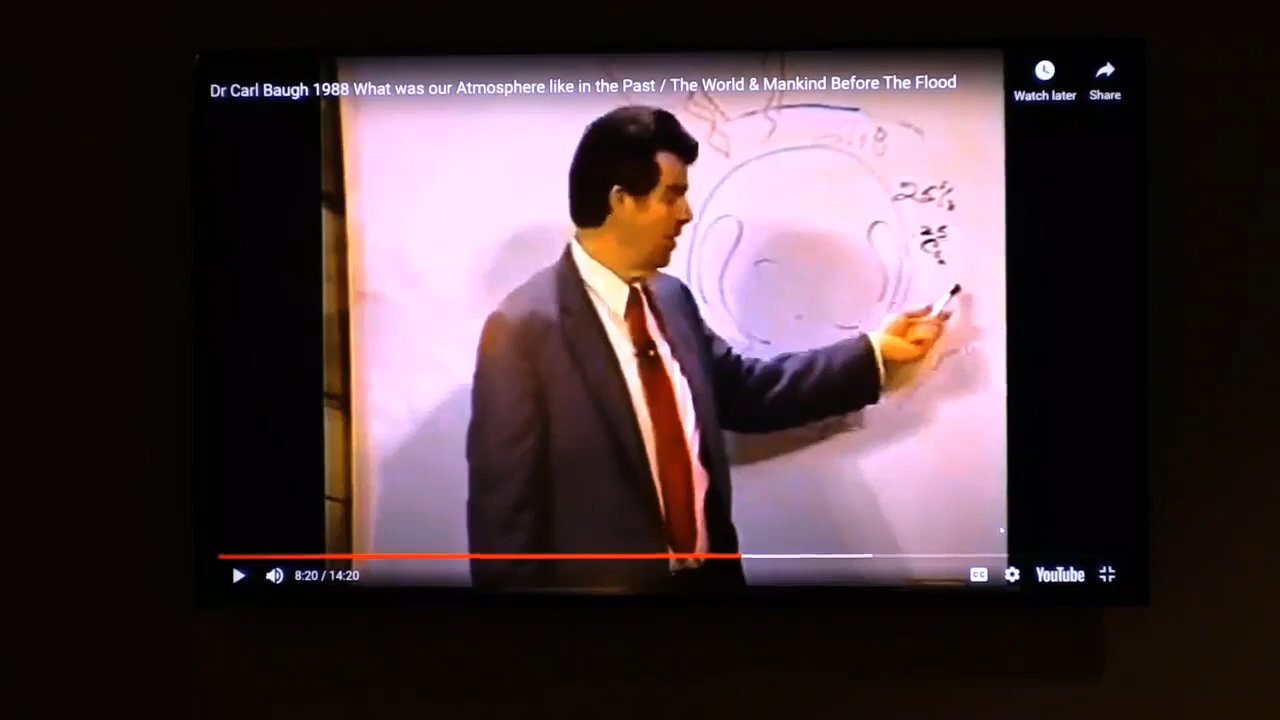 Dr Carl Baugh 1988 What was our Atmosphere like in the Past / The World & Mankind Before The Flood
Watch later
Share
25%
8:20 / 14:20
CC
YouTube